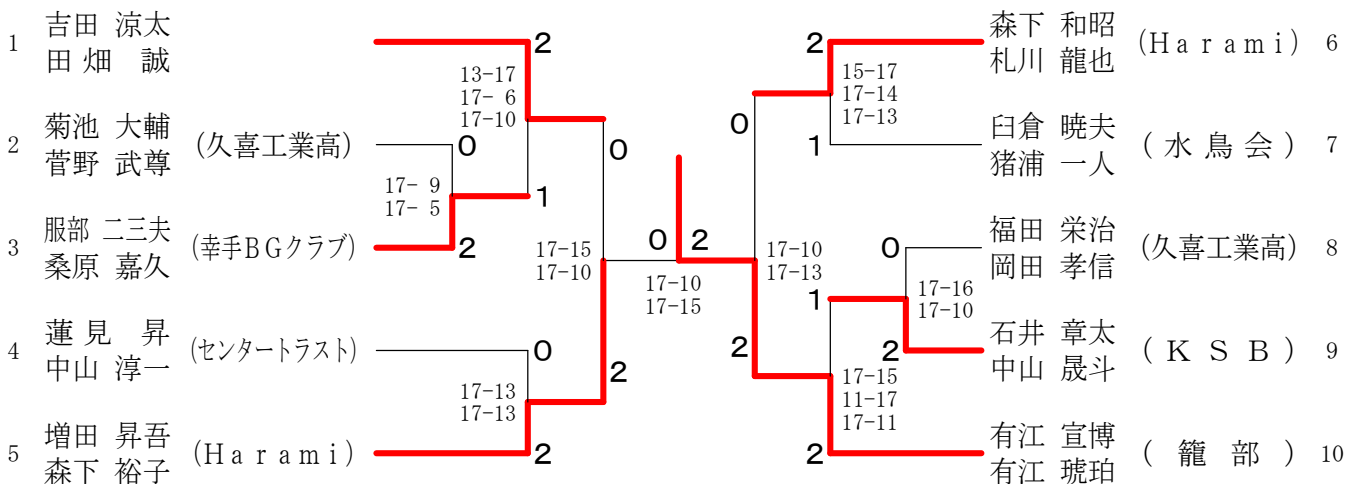 1 吉田 涼太
田畑 誠
2 菊池 大輔 (久喜工業高)
菅野 武尊
3 服部 二三夫 (幸手BGクラブ)
桑原 嘉久
4 蓮見 昇 (センタートラスト)
中山 淳一
5 増田 昇吾 (Harami)
森下 裕子
2
13-17
17- 6
17-10
0
17- 9
17- 5
1
2
0
17-15
17-10
0
17-13
17-13
2
2
0 2
17-10
17-15
2
15-17
17-14
17-13
0
1
17-10
17-13
0
17-16
17-10
1
2
2
17-15
11-17
17-11
2
森下 和昭 (Harami) 6
札川 龍也
臼倉 暁夫 (水鳥会) 7
猪浦 一人
福田 栄治 (久喜工業高) 8
岡田 孝信
石井 章太 (KSB) 9
中山 晟斗
有江 宣博 (籠部) 10
有江 琥珀